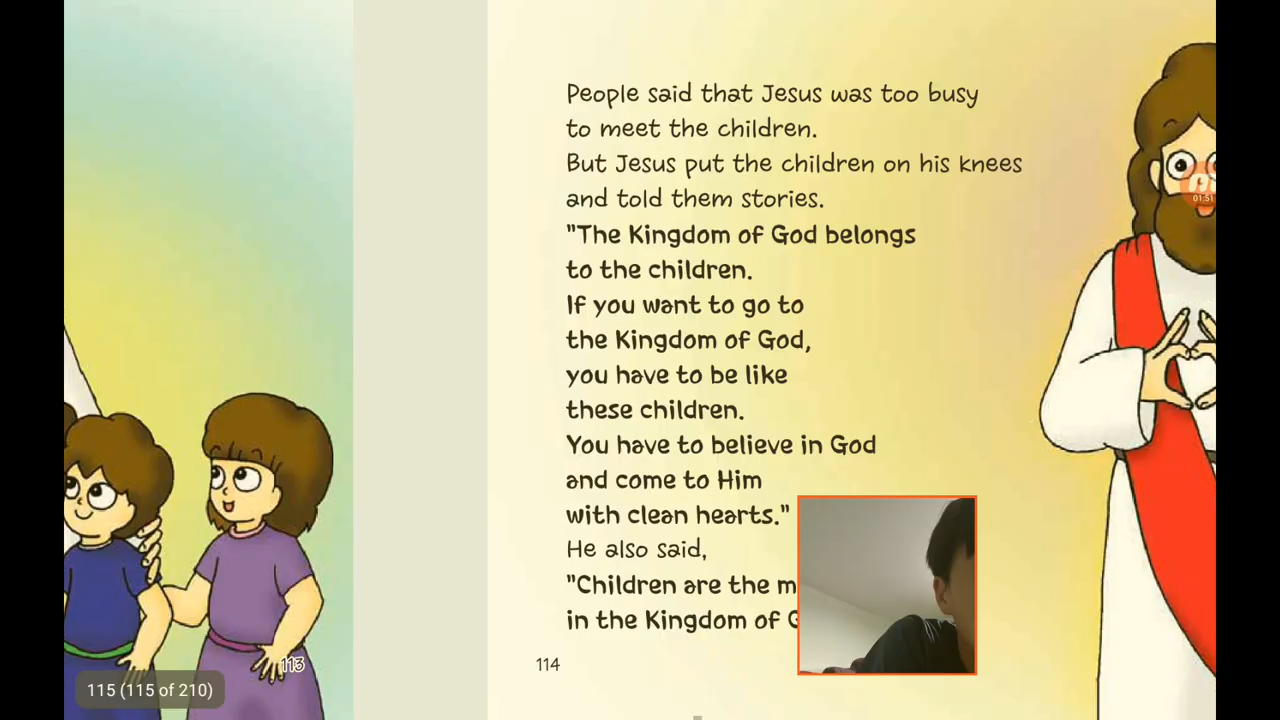 People said that Jesus was too busy
to meet the children.
But Jesus put the children on his knees
and told them stories.
"The Kingdom of God belongs
to the children.
If you want to go to
the Kingdom of God,
you have to be like
these children.
You have to believe in God
and come to Him
with clean hearts."
He also said,
"Children are the
in the Kingdom of
113
114
115 (115 of 210)
01:51